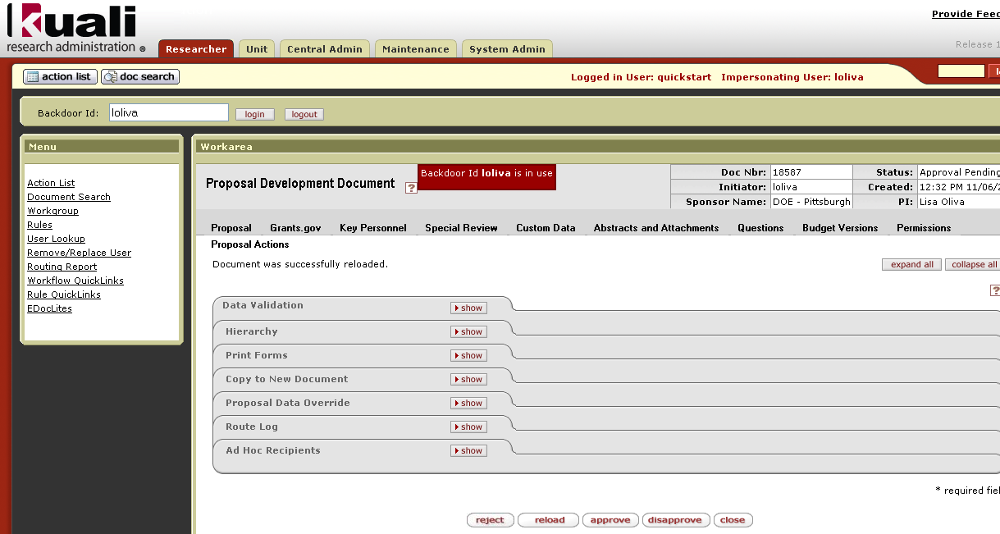 Kuali
research administration ®
Provide Feed
Release 1
Researcher Unit Central Admin Maintenance System Admin
action list doc search
Logged in User: quickstart Impersonating User: loliva
Backdoor Id: loliva login logout
Menu
Action List
Document Search
Workgroup
Rules
User Lookup
Remove/Replace User
Routing Report
Workflow QuickLinks
Rule QuickLinks
EDocLites
Workarea
Proposal Development Document ?
Backdoor Id loliva is in use
Doc Nbr: 18587 Status: Approval Pending
Initiator: loliva Created: 12:32 PM 11/06/2
Sponsor Name: DOE - Pittsburgh PI: Lisa Oliva
Proposal Grants.gov Key Personnel Special Review Custom Data Abstracts and Attachments Questions Budget Versions Permissions
Proposal Actions
Document was successfully reloaded.
expand all collapse all
?
Data Validation show
Hierarchy show
Print Forms show
Copy to New Document show
Proposal Data Override show
Route Log show
Ad Hoc Recipients show
* required fiel
reject reload approve disapprove close